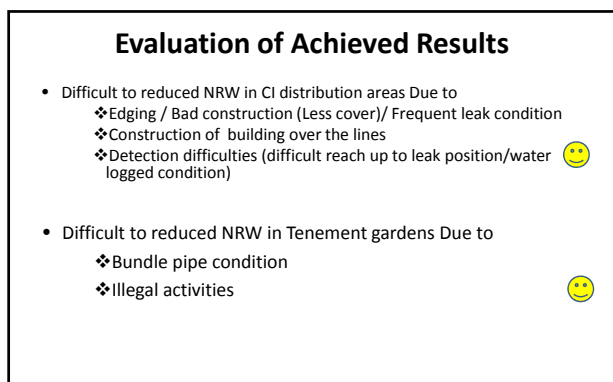 Evaluation of Achieved Results
• Difficult to reduced NRW in CI distribution areas Due to
❖Edging / Bad construction (Less cover)/ Frequent leak condition
❖Construction of building over the lines
❖Detection difficulties (difficult reach up to leak position/water
logged condition)
• Difficult to reduced NRW in Tenement gardens Due to
❖Bundle pipe condition
❖Illegal activities